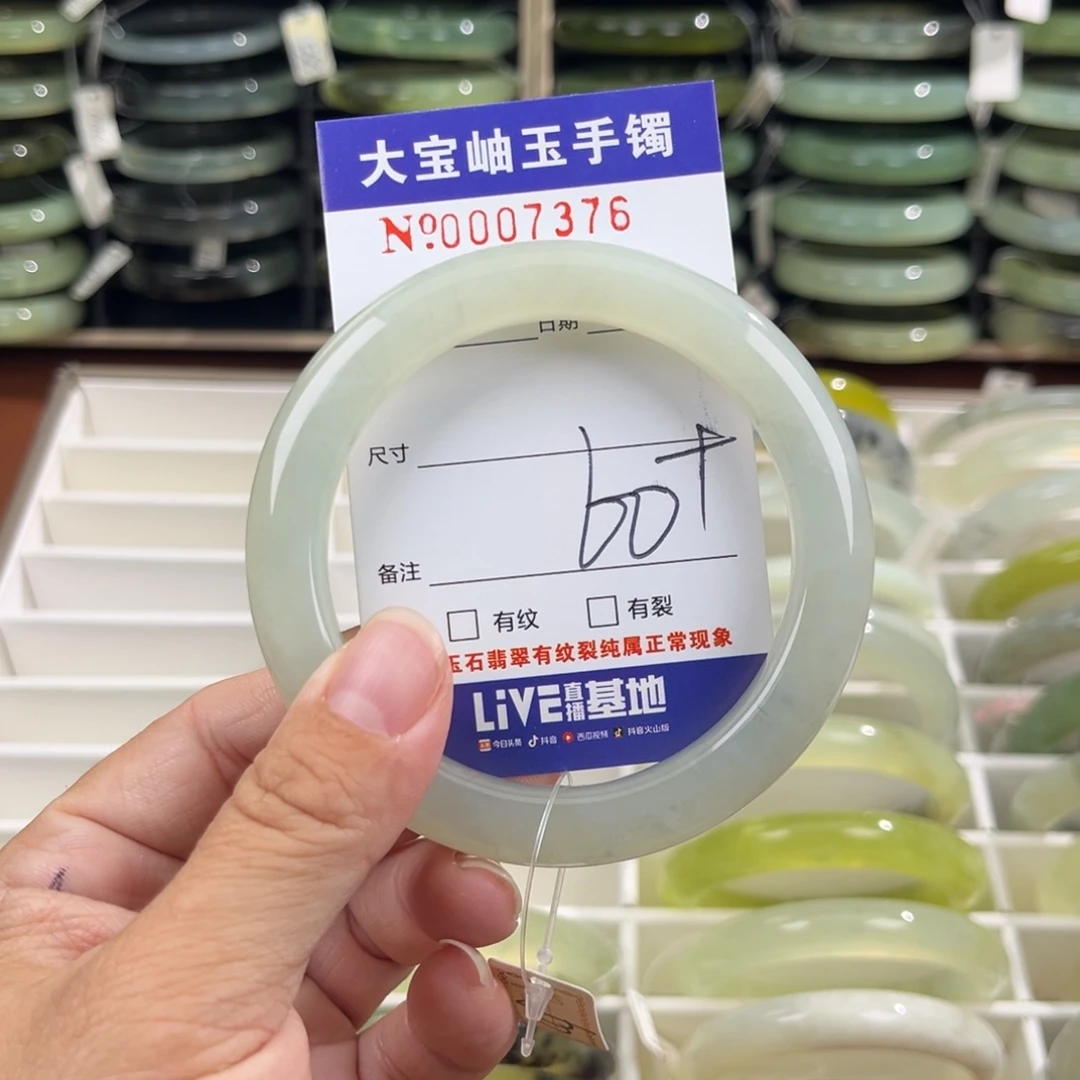 大宝岫玉手镯
Nº0007376
日期
尺寸
60+
备注
□ 有纹 □ 有裂
玉石翡翠有纹裂纯属正常现象
LiVE直播基地
今日头条 抖音 西瓜视频 抖音火山版